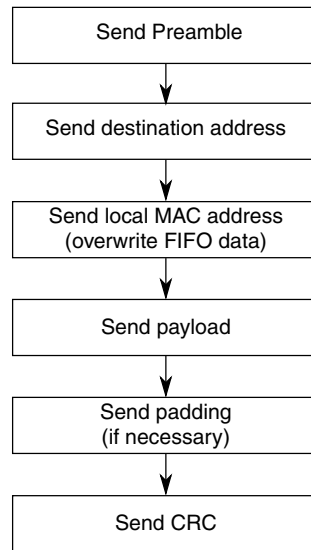 Send Preamble
Send destination address
Send local MAC address
(overwrite FIFO data)
Send payload
Send padding
(if necessary)
Send CRC